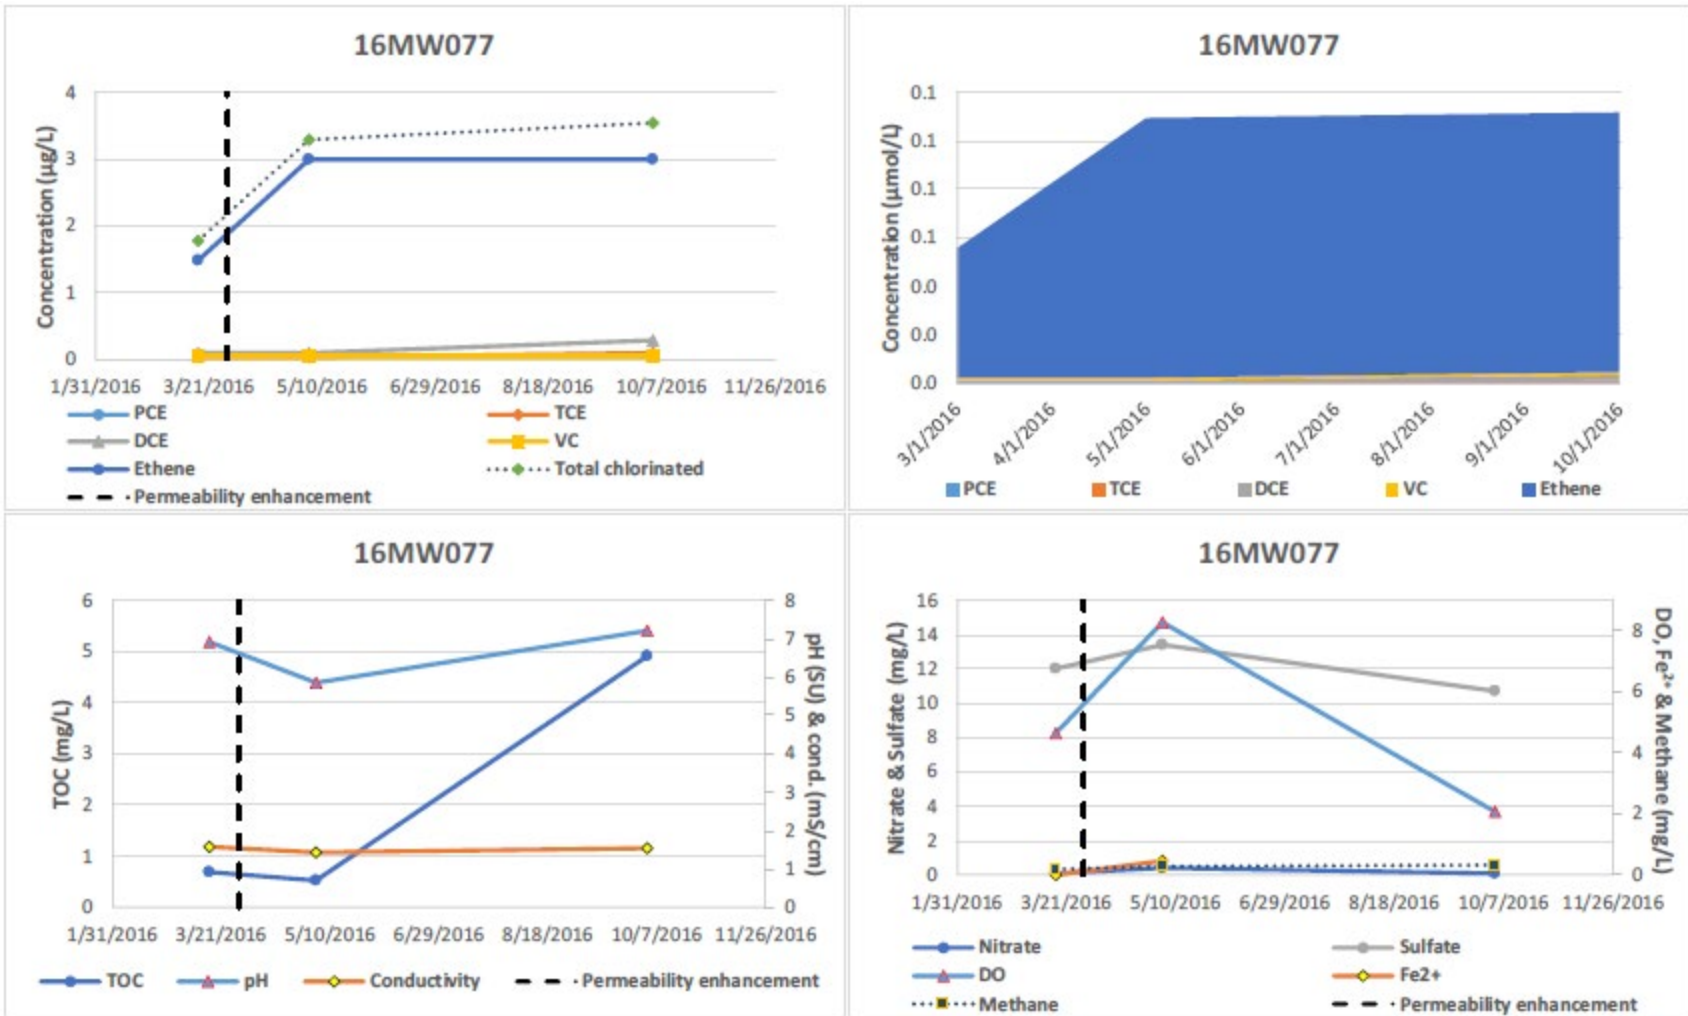 16MW077
Concentration (µg/L)
4
3
2
1
0
1/31/2016 3/21/2016 5/10/2016 6/29/2016 8/18/2016 10/7/2016 11/26/2016
PCE TCE
DCE VC
Ethene Total chlorinated
Permeability enhancement
16MW077
Concentration (µmol/L)
0.1
0.1
0.1
0.1
0.0
0.0
0.0
3/1/2016 4/1/2016 5/1/2016 6/1/2016 7/1/2016 8/1/2016 9/1/2016 10/1/2016
PCE TCE DCE VC Ethene
16MW077
TOC (mg/L)
6
5
4
3
2
1
0
8
7
6
5
4
3
2
1
0
pH (SU) & cond. (mS/cm)
1/31/2016 3/21/2016 5/10/2016 6/29/2016 8/18/2016 10/7/2016 11/26/2016
TOC pH Conductivity Permeability enhancement
16MW077
Nitrate & Sulfate (mg/L)
16
14
12
10
8
6
4
2
0
8
6
4
2
0
DO, Fe²⁺ & Methane (mg/L)
1/31/2016 3/21/2016 5/10/2016 6/29/2016 8/18/2016 10/7/2016 11/26/2016
Nitrate Sulfate
DO Fe2+
Methane Permeability enhancement